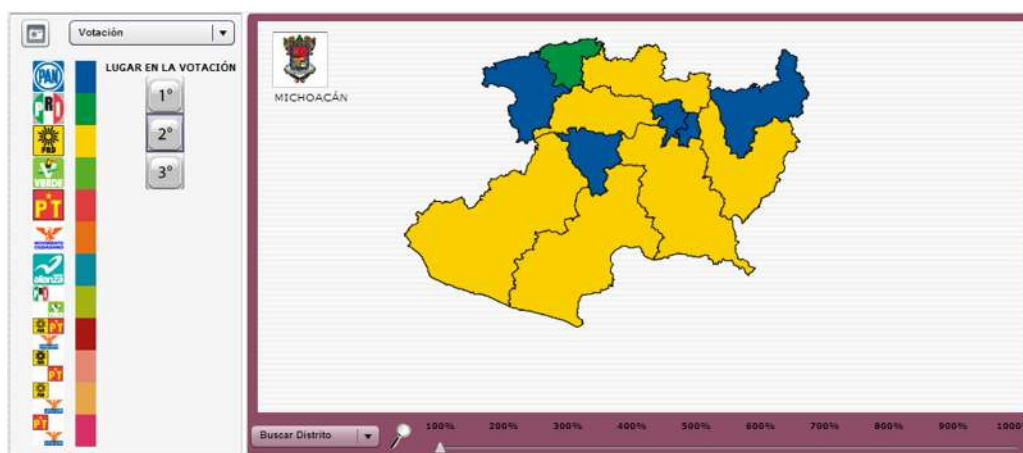 Votación
LUGAR EN LA VOTACIÓN
1°
2°
3°
PAN
PRI
PRD
VERDE
PT
MICHOACÁN
Buscar Distrito
100% 200% 300% 400% 500% 600% 700% 800% 900% 1000%